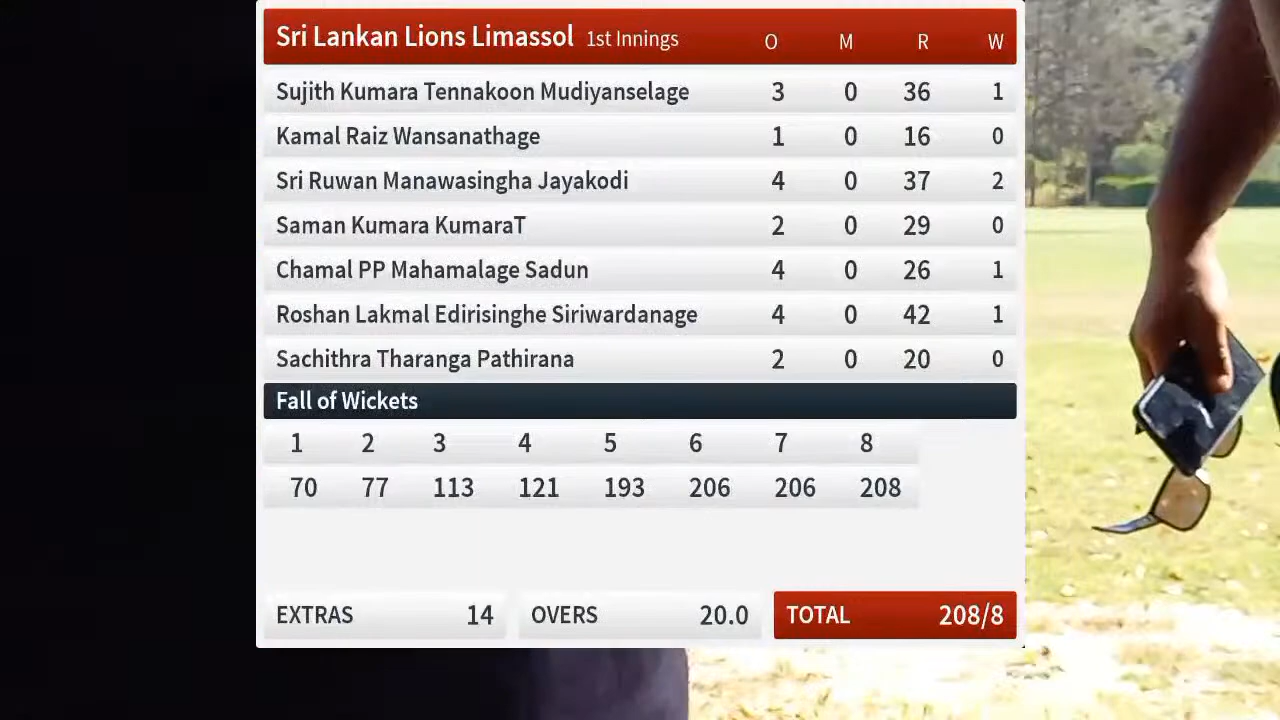 Sri Lankan Lions Limassol 1st Innings O M R W
Sujith Kumara Tennakoon Mudiyanselage 3 0 36 1
Kamal Raiz Wansanathage 1 0 16 0
Sri Ruwan Manawasingha Jayakodi 4 0 37 2
Saman Kumara KumaraT 2 0 29 0
Chamal PP Mahamalage Sadun 4 0 26 1
Roshan Lakmal Edirisinghe Siriwardanage 4 0 42 1
Sachithra Tharanga Pathirana 2 0 20 0
Fall of Wickets
1 2 3 4 5 6 7 8
70 77 113 121 193 206 206 208
EXTRAS 14 OVERS 20.0 TOTAL 208/8